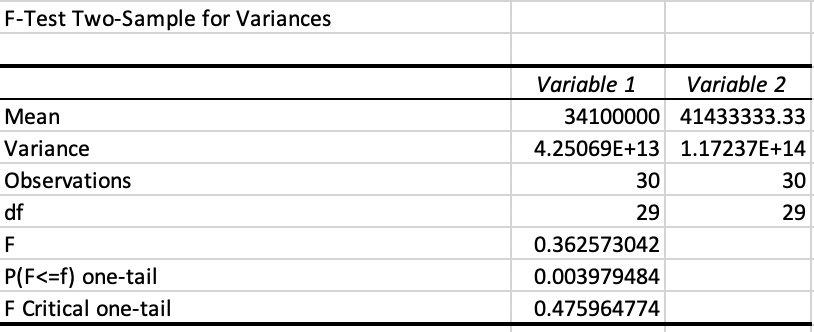 F-Test Two-Sample for Variances
Variable 1 Variable 2
Mean 34100000 41433333.33
Variance 4.25069E+13 1.17237E+14
Observations 30 30
df 29 29
F 0.362573042
P(F<=f) one-tail 0.003979484
F Critical one-tail 0.475964774